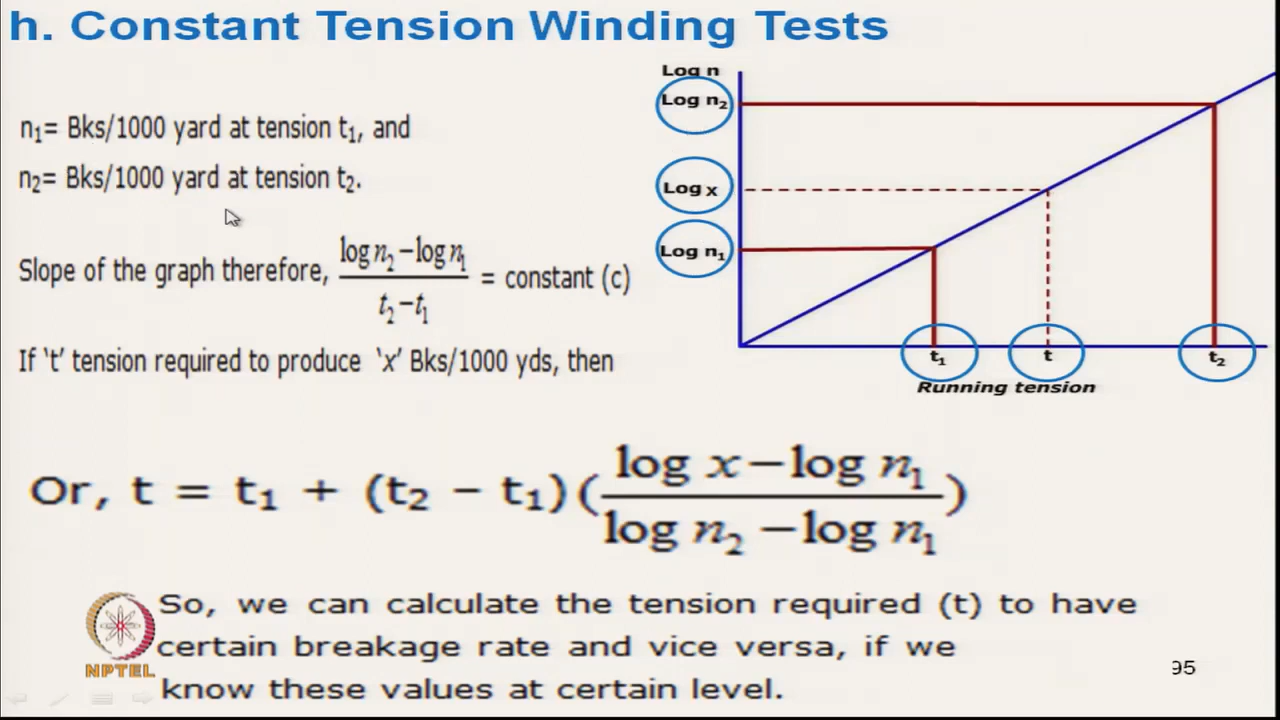 h. Constant Tension Winding Tests
n₁= Bks/1000 yard at tension t₁, and
n₂= Bks/1000 yard at tension t₂.
Slope of the graph therefore, (log n₂ − log n₁)/(t₂ − t₁) = constant (c)
If ‘t’ tension required to produce ‘x’ Bks/1000 yds, then
Log n
Log n₂
Log x
Log n₁
t₁ t t₂
Running tension
Or, t = t₁ + (t₂ − t₁)((log x − log n₁)/(log n₂ − log n₁))
So, we can calculate the tension required (t) to have
certain breakage rate and vice versa, if we
know these values at certain level.
NPTEL
95